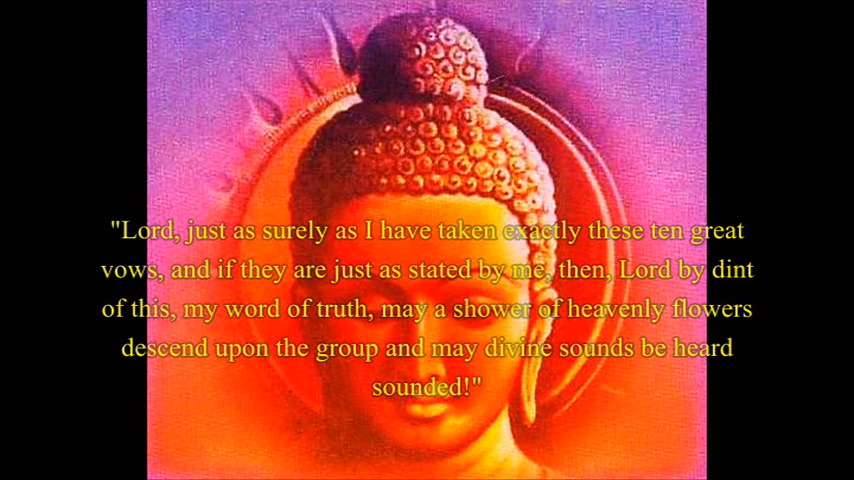 "Lord, just as surely as I have taken exactly these ten great
vows, and if they are just as stated by me, then, Lord by dint
of this, my word of truth, may a shower of heavenly flowers
descend upon the group and may divine sounds be heard
sounded!"